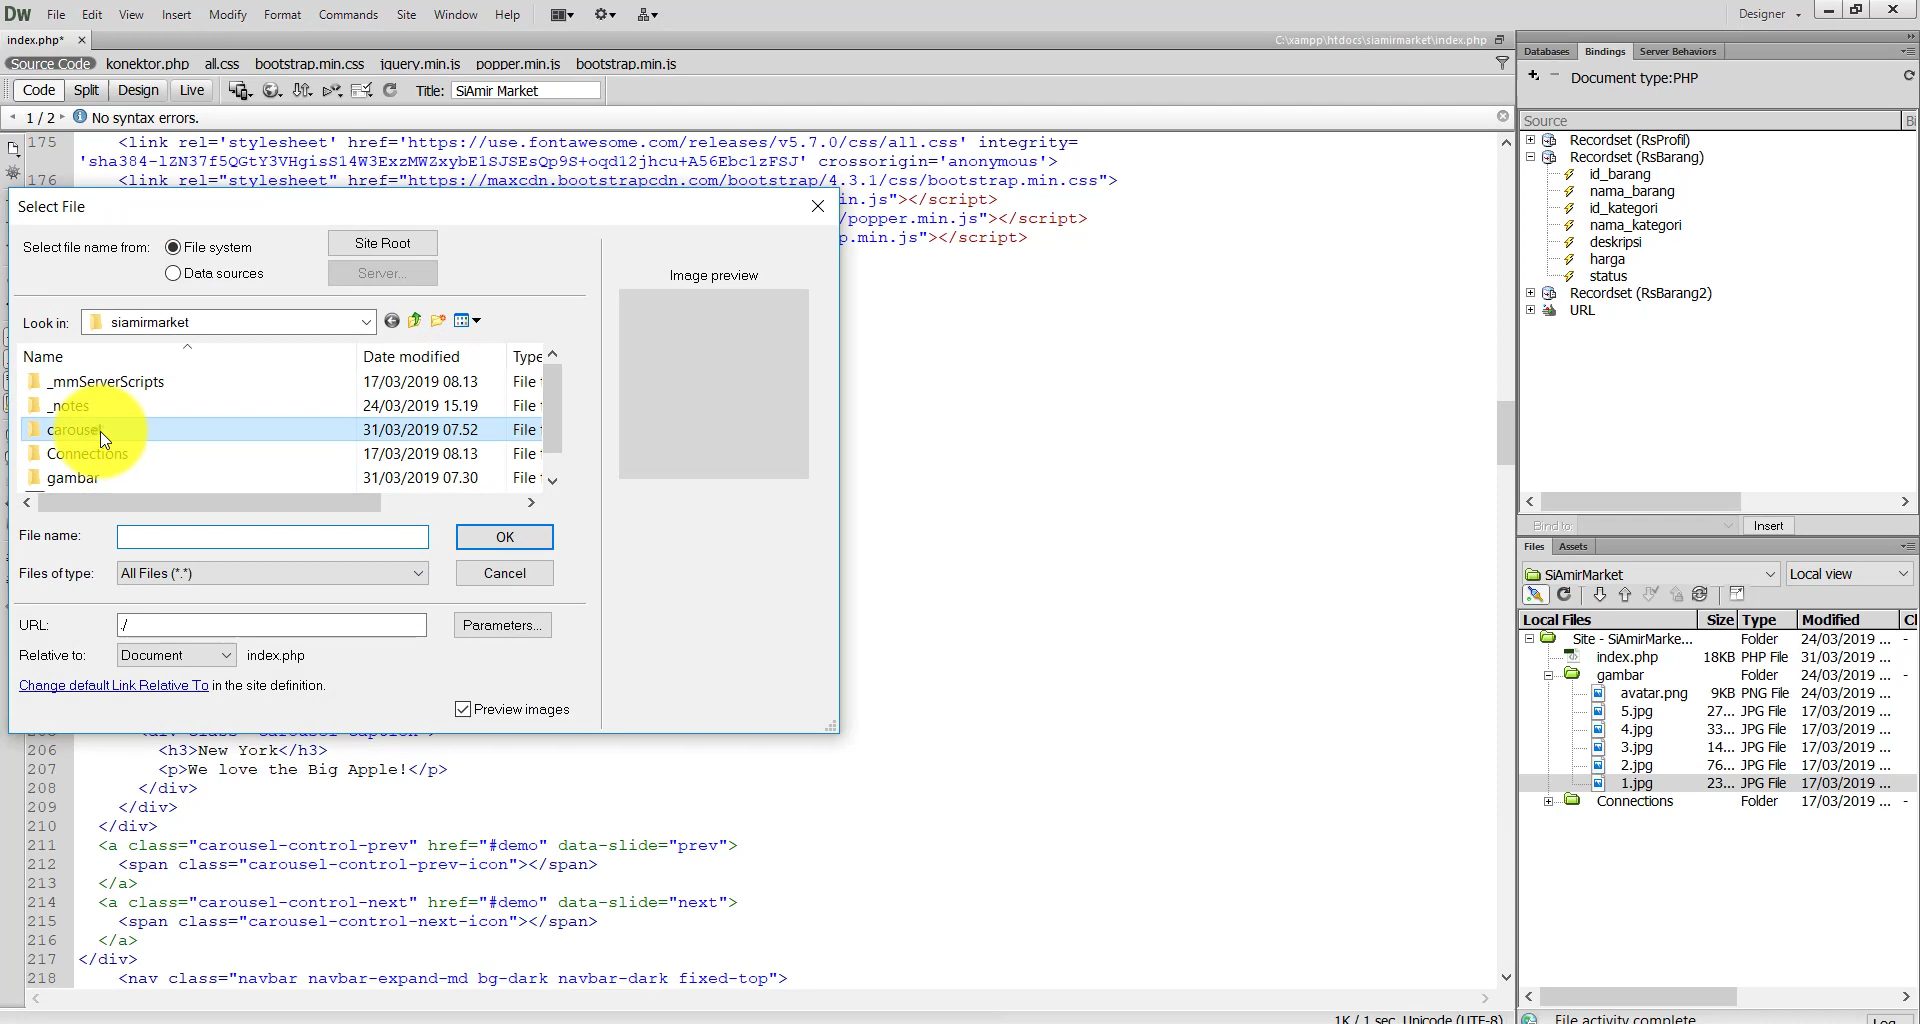 Dw File Edit View Insert Modify Format Commands Site Window Help Designer
index.php* × C:\xampp\htdocs\siamirmarket\index.php
Source Code konektor.php all.css bootstrap.min.css jquery.min.js popper.min.js bootstrap.min.js
Code Split Design Live Title: SiAmir Market
1 / 2 No syntax errors.
175 <link rel='stylesheet' href='https://use.fontawesome.com/releases/v5.7.0/css/all.css' integrity=
'sha384-lZN37f5QGtY3VHgisS14W3ExzMWZxybE1SJSEsQp9S+oqd12jhcu+A56Ebc1zFSJ' crossorigin='anonymous'>
176 <link rel="stylesheet" href="https://maxcdn.bootstrapcdn.com/bootstrap/4.3.1/css/bootstrap.min.css">
in.js"></script>
/popper.min.js"></script>
p.min.js"></script>
Select File
Select file name from: File system Site Root
Data sources Server...
Image preview
Look in: siamirmarket
Name Date modified Type
_mmServerScripts 17/03/2019 08.13 File
_notes 24/03/2019 15.19 File
carousel 31/03/2019 07.52 File
Connections 17/03/2019 08.13 File
gambar 31/03/2019 07.30 File
File name: OK
Files of type: All Files (*.*) Cancel
URL: ./ Parameters...
Relative to: Document index.php
Change default Link Relative To in the site definition.
Preview images
206 <h3>New York</h3>
207 <p>We love the Big Apple!</p>
208 </div>
209 </div>
210 </div>
211 <a class="carousel-control-prev" href="#demo" data-slide="prev">
212 <span class="carousel-control-prev-icon"></span>
213 </a>
214 <a class="carousel-control-next" href="#demo" data-slide="next">
215 <span class="carousel-control-next-icon"></span>
216 </a>
217 </div>
218 <nav class="navbar navbar-expand-md bg-dark navbar-dark fixed-top">
1K / 1 sec Unicode (UTF-8)
Databases Bindings Server Behaviors
Document type:PHP
Source Bi
Recordset (RsProfil)
Recordset (RsBarang)
id_barang
nama_barang
id_kategori
nama_kategori
deskripsi
harga
status
Recordset (RsBarang2)
URL
Bind to: Insert
Files Assets
SiAmirMarket Local view
Local Files Size Type Modified
Site - SiAmirMarke... Folder 24/03/2019 ... -
index.php 18KB PHP File 31/03/2019 ...
gambar Folder 24/03/2019 ... -
avatar.png 9KB PNG File 24/03/2019 ...
5.jpg 27... JPG File 17/03/2019 ...
4.jpg 33... JPG File 17/03/2019 ...
3.jpg 14... JPG File 17/03/2019 ...
2.jpg 76... JPG File 17/03/2019 ...
1.jpg 23... JPG File 17/03/2019 ...
Connections Folder 17/03/2019 ... -
File activity complete. Log